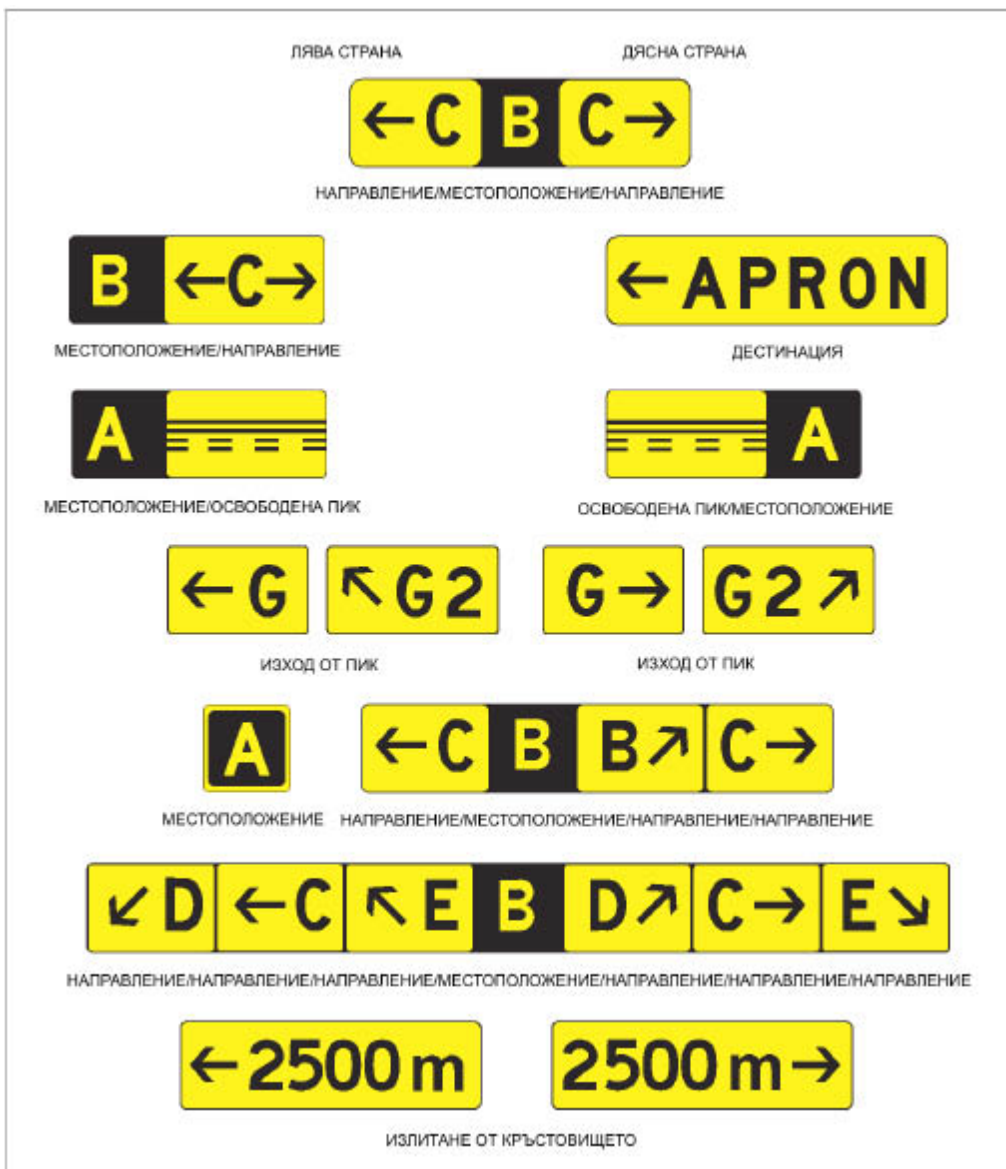 ЛЯВА СТРАНА ДЯСНА СТРАНА
←C B C→
НАПРАВЛЕНИЕ/МЕСТОПОЛОЖЕНИЕ/НАПРАВЛЕНИЕ
B ←C→ ←APRON
МЕСТОПОЛОЖЕНИЕ/НАПРАВЛЕНИЕ ДЕСТИНАЦИЯ
A A
МЕСТОПОЛОЖЕНИЕ/ОСВОБОДЕНА ПИК ОСВОБОДЕНА ПИК/МЕСТОПОЛОЖЕНИЕ
←G ↖G2 G→ G2↗
ИЗХОД ОТ ПИК ИЗХОД ОТ ПИК
A ←C B B↗ C→
МЕСТОПОЛОЖЕНИЕ НАПРАВЛЕНИЕ/МЕСТОПОЛОЖЕНИЕ/НАПРАВЛЕНИЕ/НАПРАВЛЕНИЕ
↙D ←C ↖E B D↗ C→ E↘
НАПРАВЛЕНИЕ/НАПРАВЛЕНИЕ/НАПРАВЛЕНИЕ/МЕСТОПОЛОЖЕНИЕ/НАПРАВЛЕНИЕ/НАПРАВЛЕНИЕ/НАПРАВЛЕНИЕ
←2500m 2500m→
ИЗЛИТАНЕ ОТ КРЪСТОВИЩЕТО